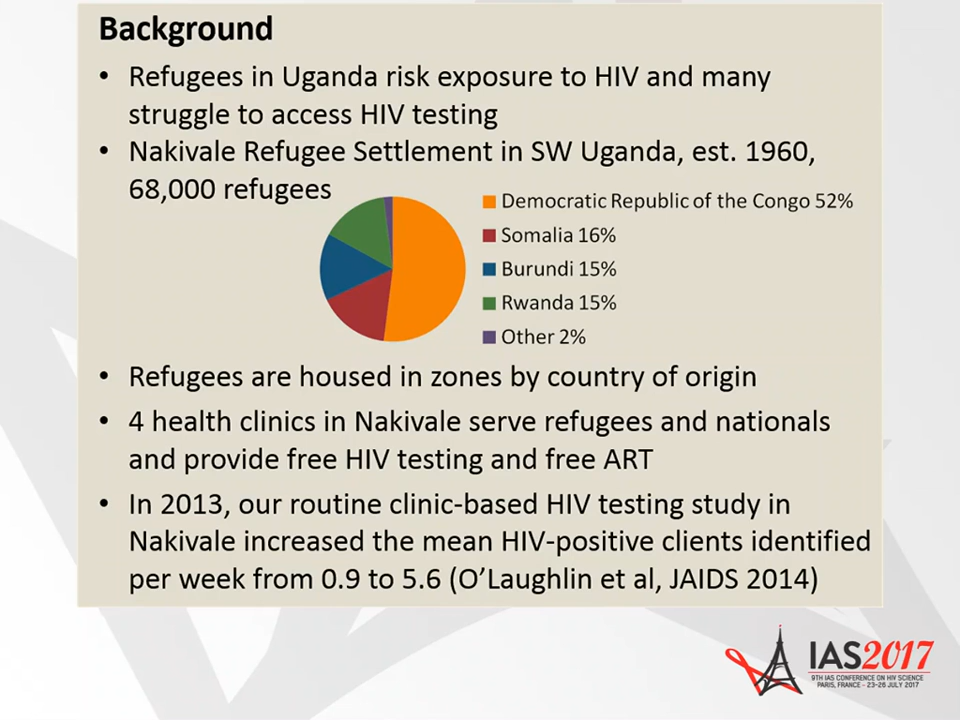 Background
• Refugees in Uganda risk exposure to HIV and many
struggle to access HIV testing
• Nakivale Refugee Settlement in SW Uganda, est. 1960,
68,000 refugees
Democratic Republic of the Congo 52%
Somalia 16%
Burundi 15%
Rwanda 15%
Other 2%
• Refugees are housed in zones by country of origin
• 4 health clinics in Nakivale serve refugees and nationals
and provide free HIV testing and free ART
• In 2013, our routine clinic-based HIV testing study in
Nakivale increased the mean HIV-positive clients identified
per week from 0.9 to 5.6 (O’Laughlin et al, JAIDS 2014)
IAS2017
9TH IAS CONFERENCE ON HIV SCIENCE
PARIS, FRANCE - 23-26 JULY 2017